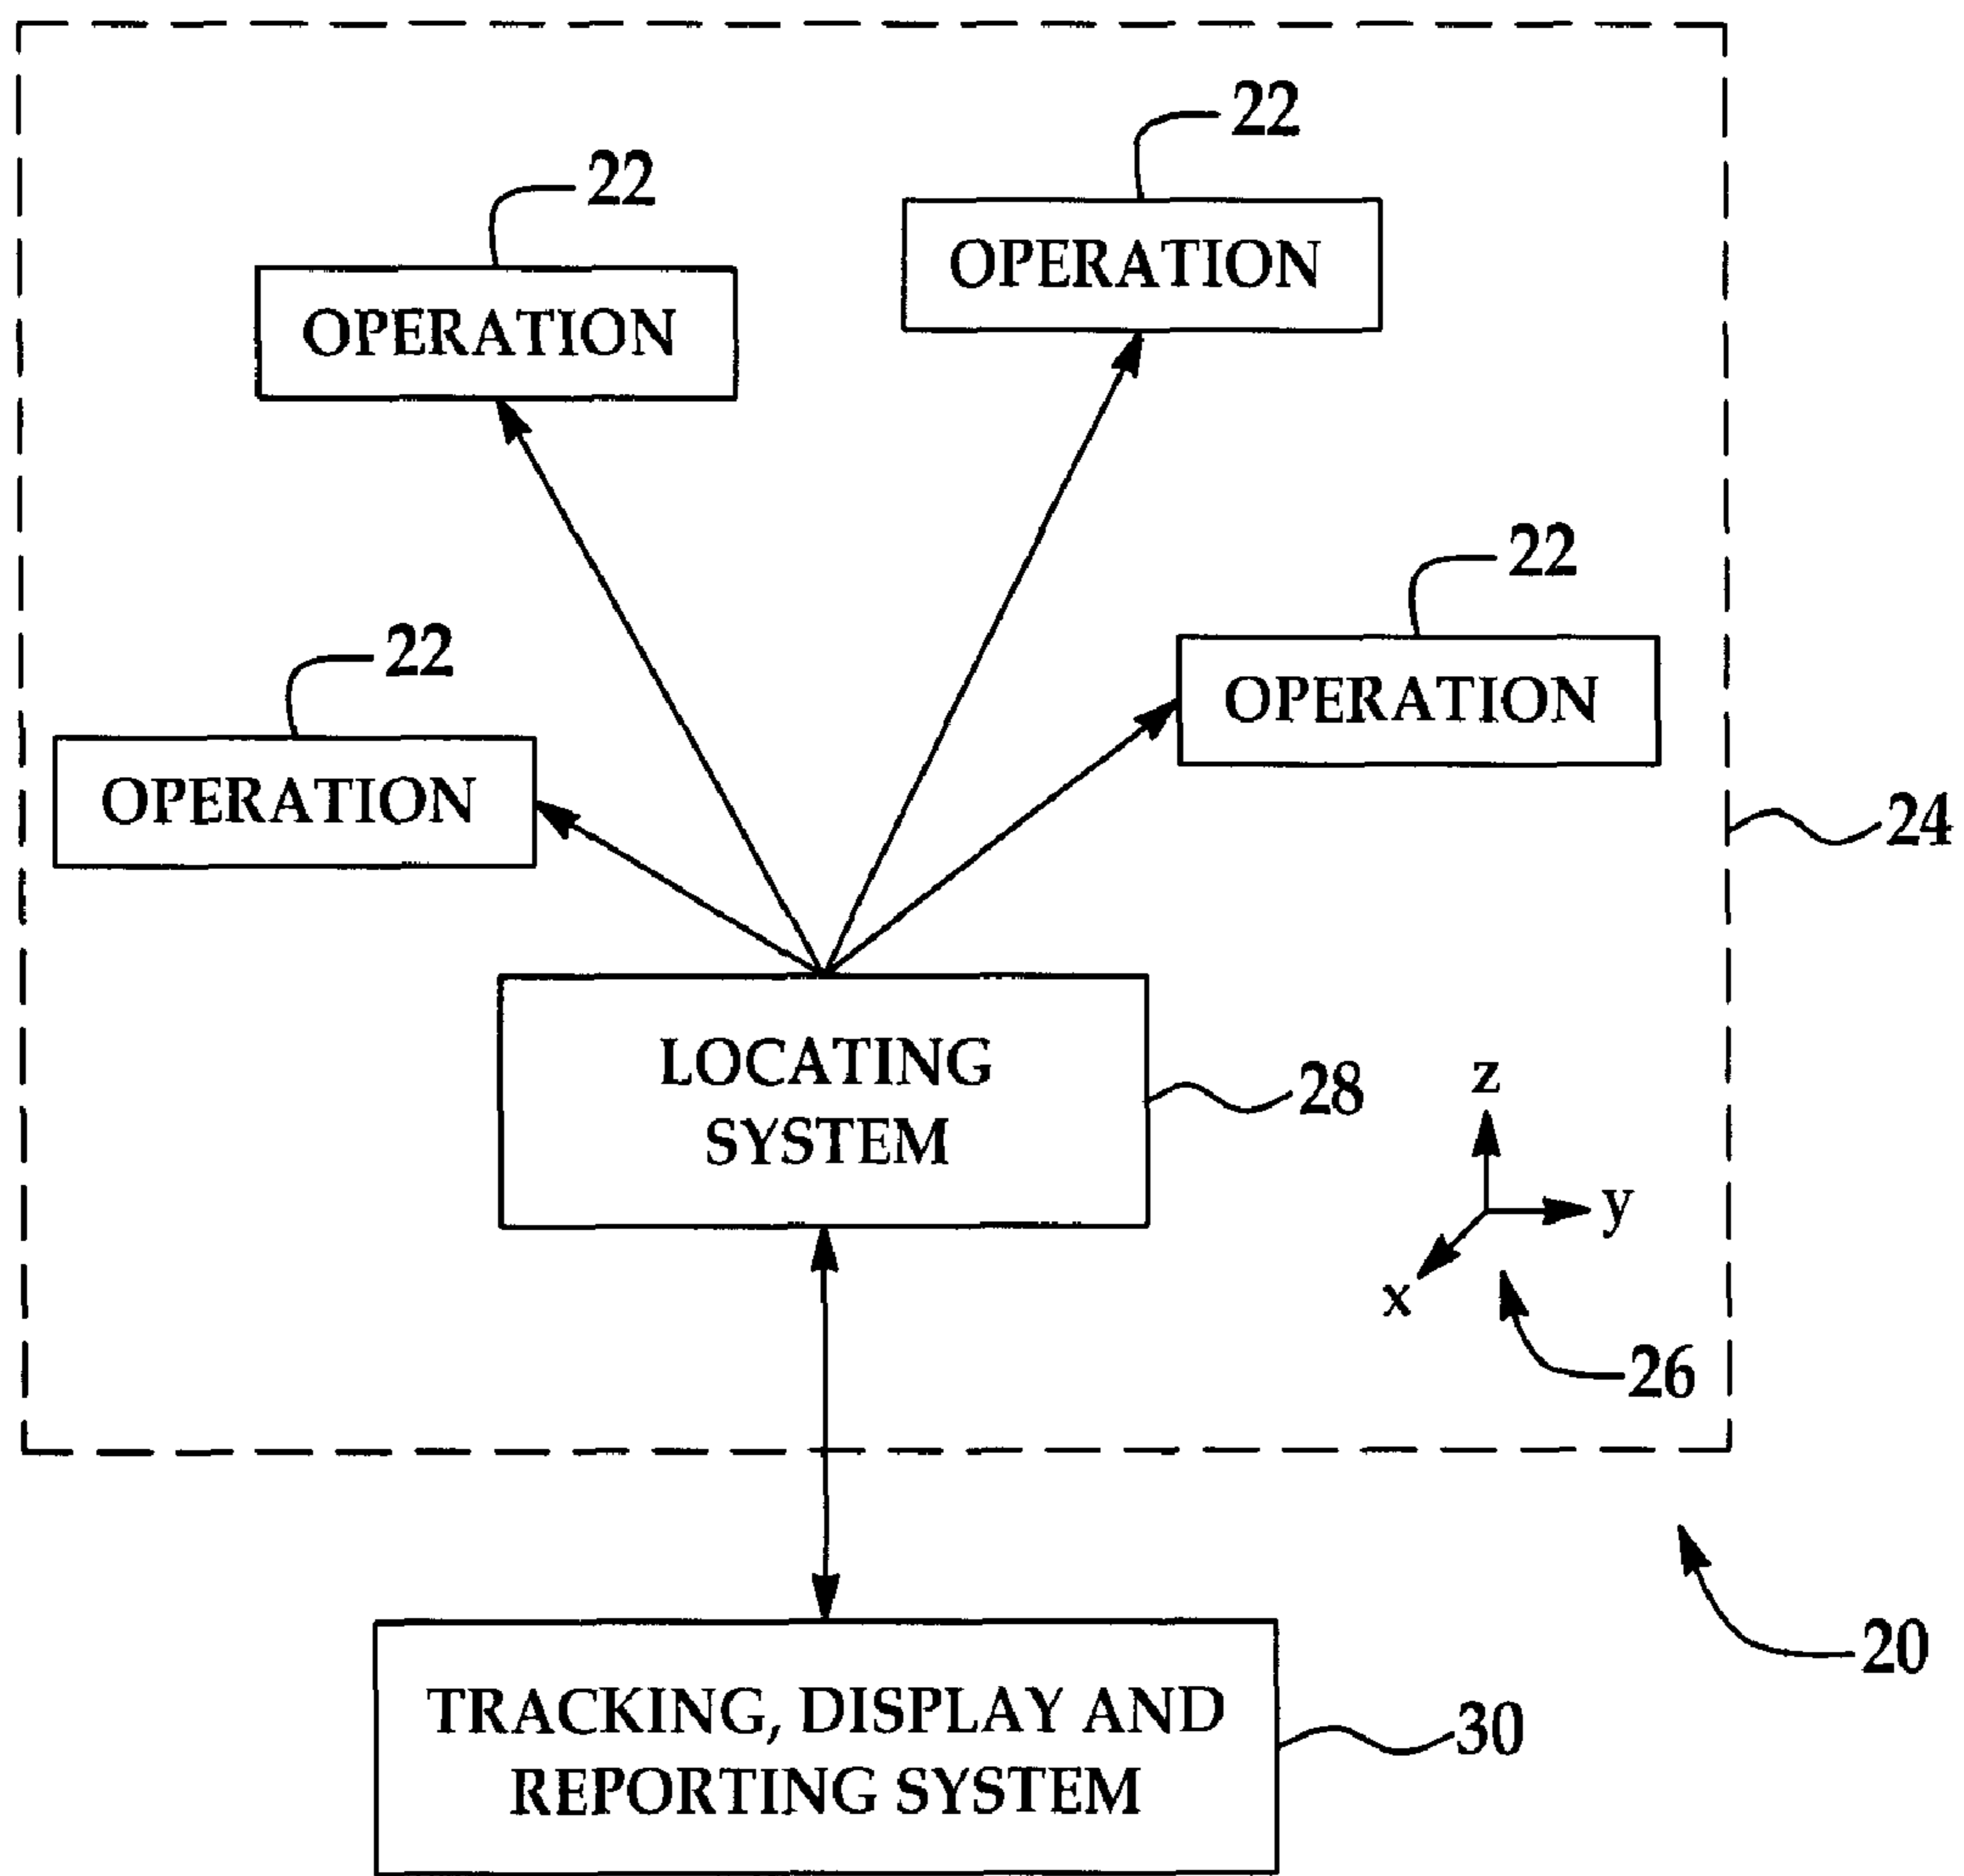 22
22
OPERATION
OPERATION
22
22
OPERATION
OPERATION
24
LOCATING
SYSTEM
28
z
y
x
26
20
TRACKING, DISPLAY AND
REPORTING SYSTEM
30